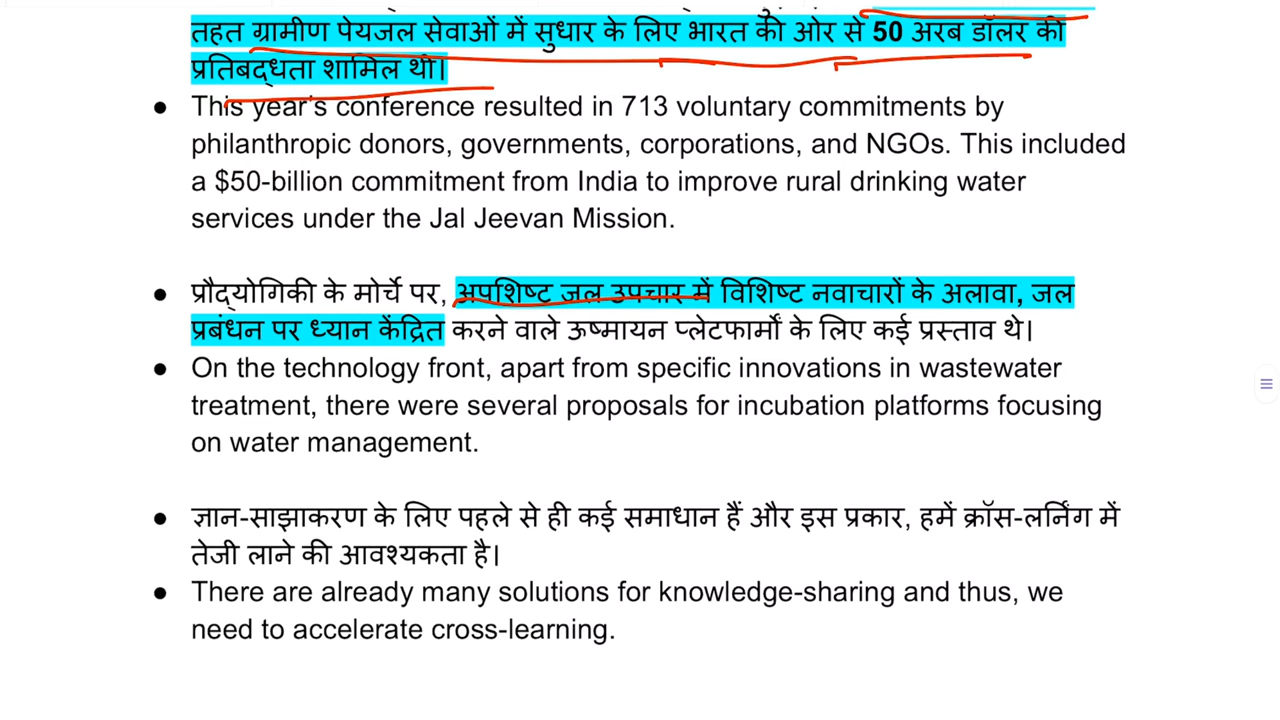 तहत ग्रामीण पेयजल सेवाओं में सुधार के लिए भारत की ओर से 50 अरब डॉलर की
प्रतिबद्धता शामिल थी।
● This year's conference resulted in 713 voluntary commitments by
philanthropic donors, governments, corporations, and NGOs. This included
a $50-billion commitment from India to improve rural drinking water
services under the Jal Jeevan Mission.
● प्रौद्योगिकी के मोर्चे पर, अपशिष्ट जल उपचार में विशिष्ट नवाचारों के अलावा, जल
प्रबंधन पर ध्यान केंद्रित करने वाले ऊष्मायन प्लेटफार्मों के लिए कई प्रस्ताव थे।
● On the technology front, apart from specific innovations in wastewater
treatment, there were several proposals for incubation platforms focusing
on water management.
● ज्ञान-साझाकरण के लिए पहले से ही कई समाधान हैं और इस प्रकार, हमें क्रॉस-लर्निंग में
तेजी लाने की आवश्यकता है।
● There are already many solutions for knowledge-sharing and thus, we
need to accelerate cross-learning.